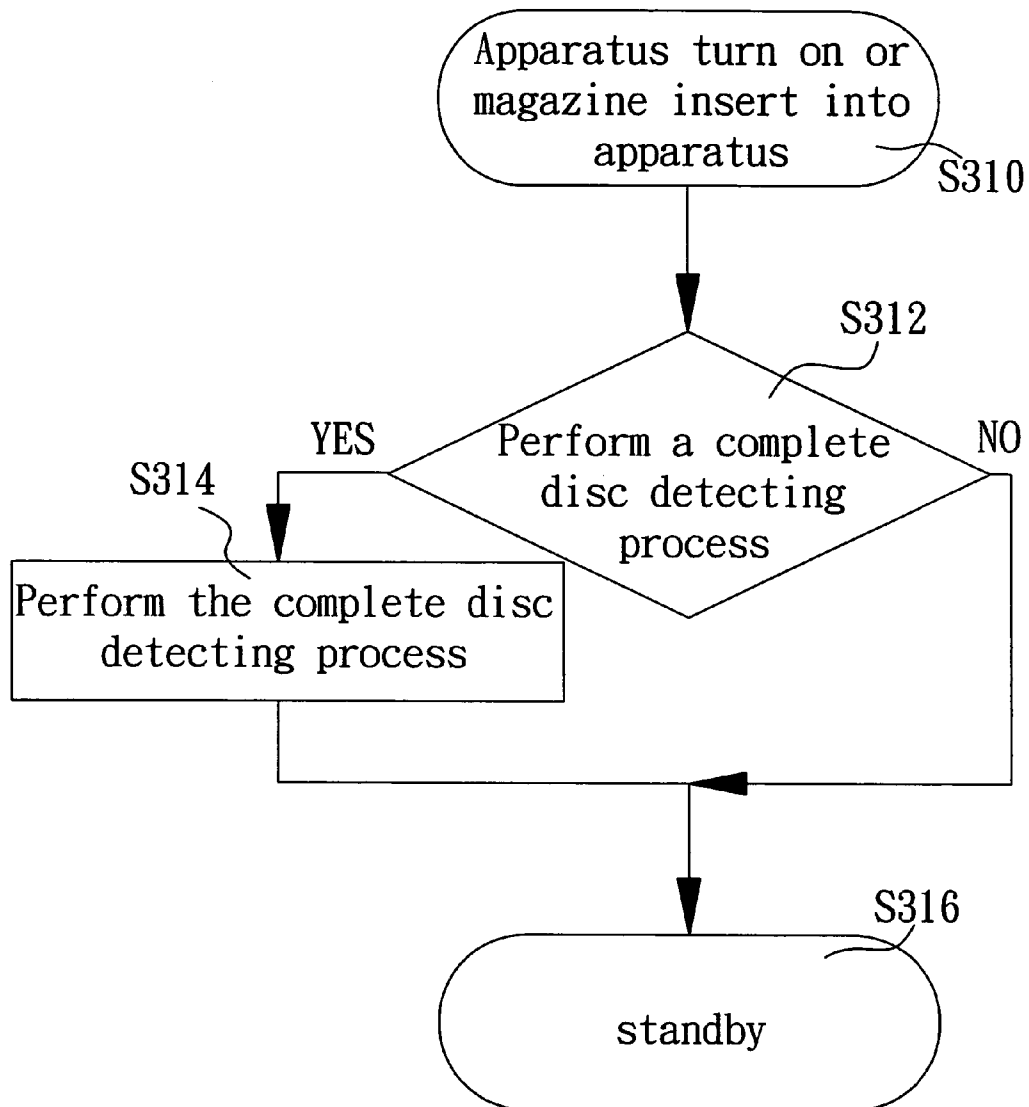 Apparatus turn on or
magazine insert into
apparatus
S310
S312
YES
Perform a complete
disc detecting
process
NO
S314
Perform the complete disc
detecting process
S316
standby